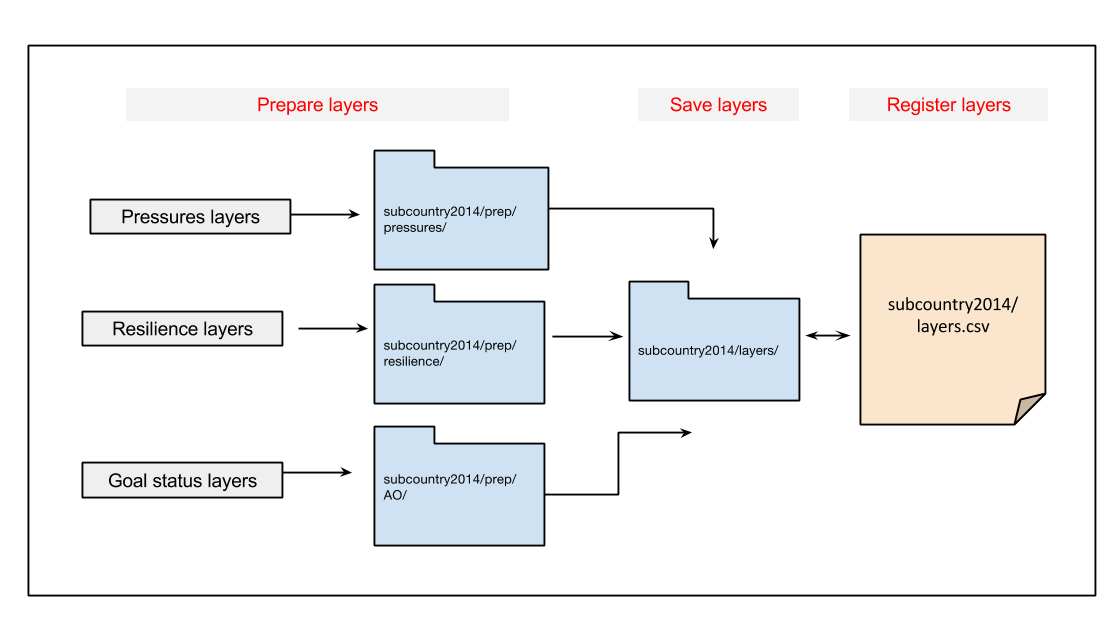 Prepare layers
Save layers
Register layers
Pressures layers
subcountry2014/prep/
pressures/
Resilience layers
subcountry2014/prep/
resilience/
Goal status layers
subcountry2014/prep/
AO/
subcountry2014/layers/
subcountry2014/
layers.csv